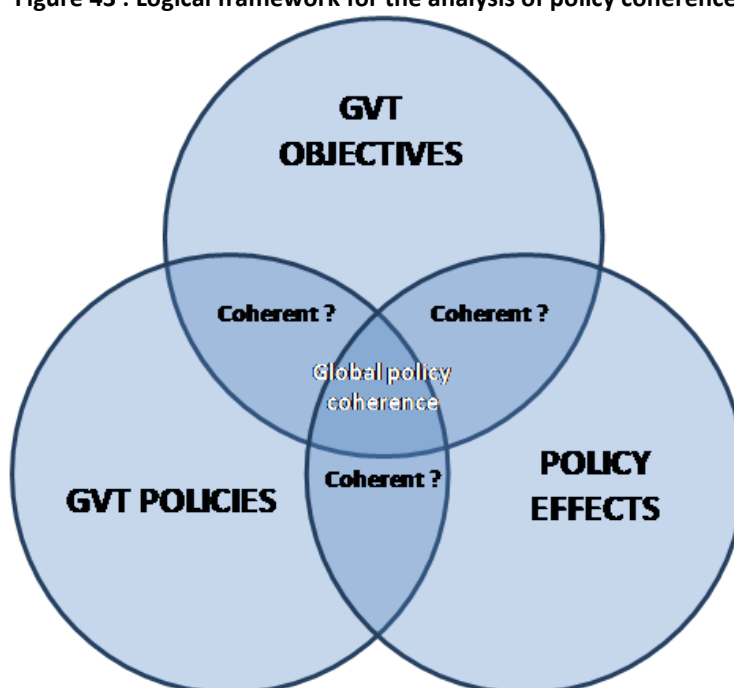 Figure 43 : Logical framework for the analysis of policy coherence
GVT
OBJECTIVES
Coherent ?
Coherent ?
Global policy
coherence
GVT POLICIES
Coherent ?
POLICY
EFFECTS